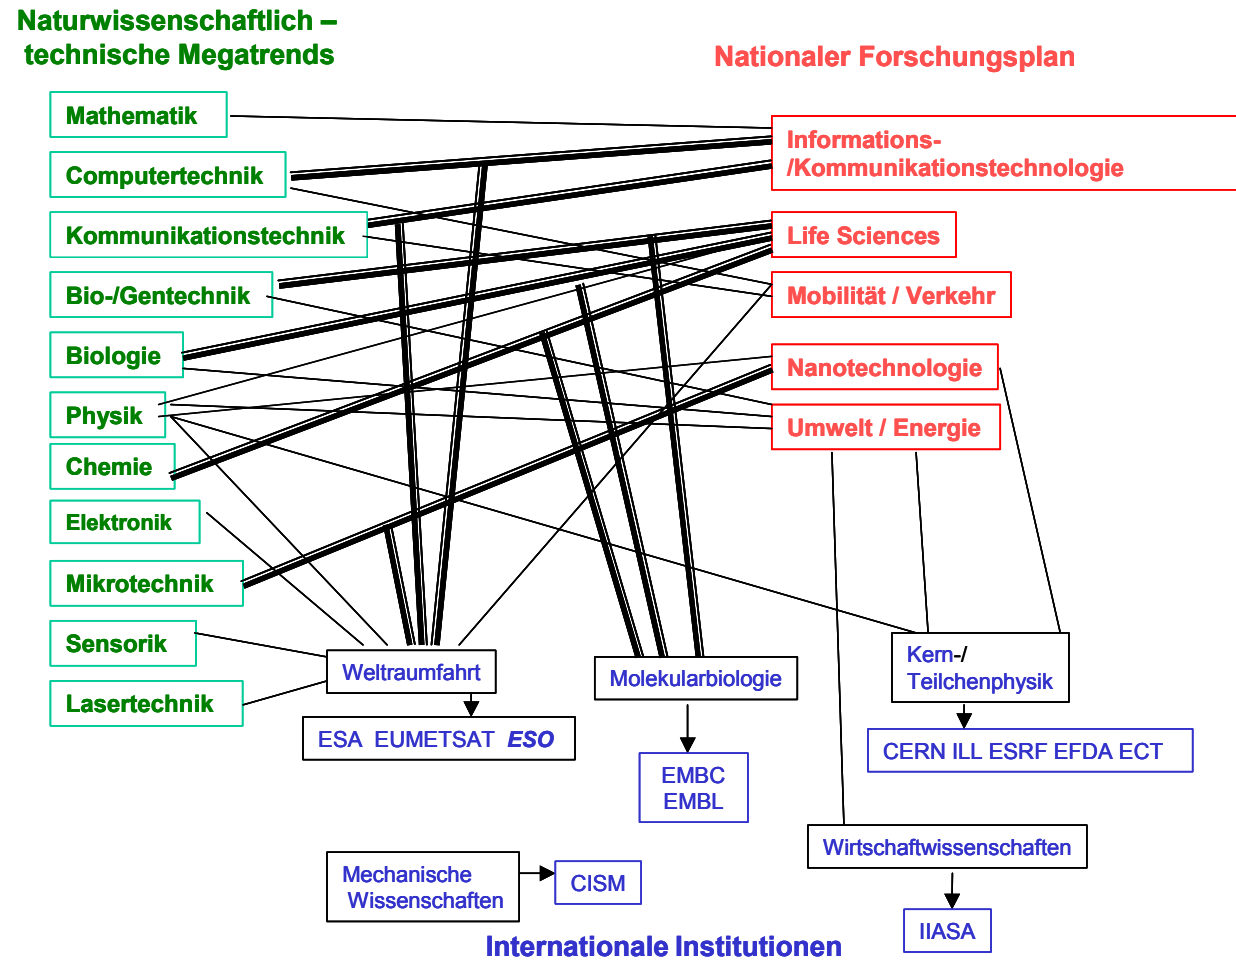 Naturwissenschaftlich –
technische Megatrends
Nationaler Forschungsplan
Mathematik
Computertechnik
Kommunikationstechnik
Bio-/Gentechnik
Biologie
Physik
Chemie
Elektronik
Mikrotechnik
Sensorik
Lasertechnik
Informations-
/Kommunikationstechnologie
Life Sciences
Mobilität / Verkehr
Nanotechnologie
Umwelt / Energie
Weltraumfahrt
ESA EUMETSAT ESO
Molekularbiologie
EMBC
EMBL
Kern-/
Teilchenphysik
CERN ILL ESRF EFDA ECT
Wirtschaftwissenschaften
IIASA
Mechanische
Wissenschaften
CISM
Internationale Institutionen